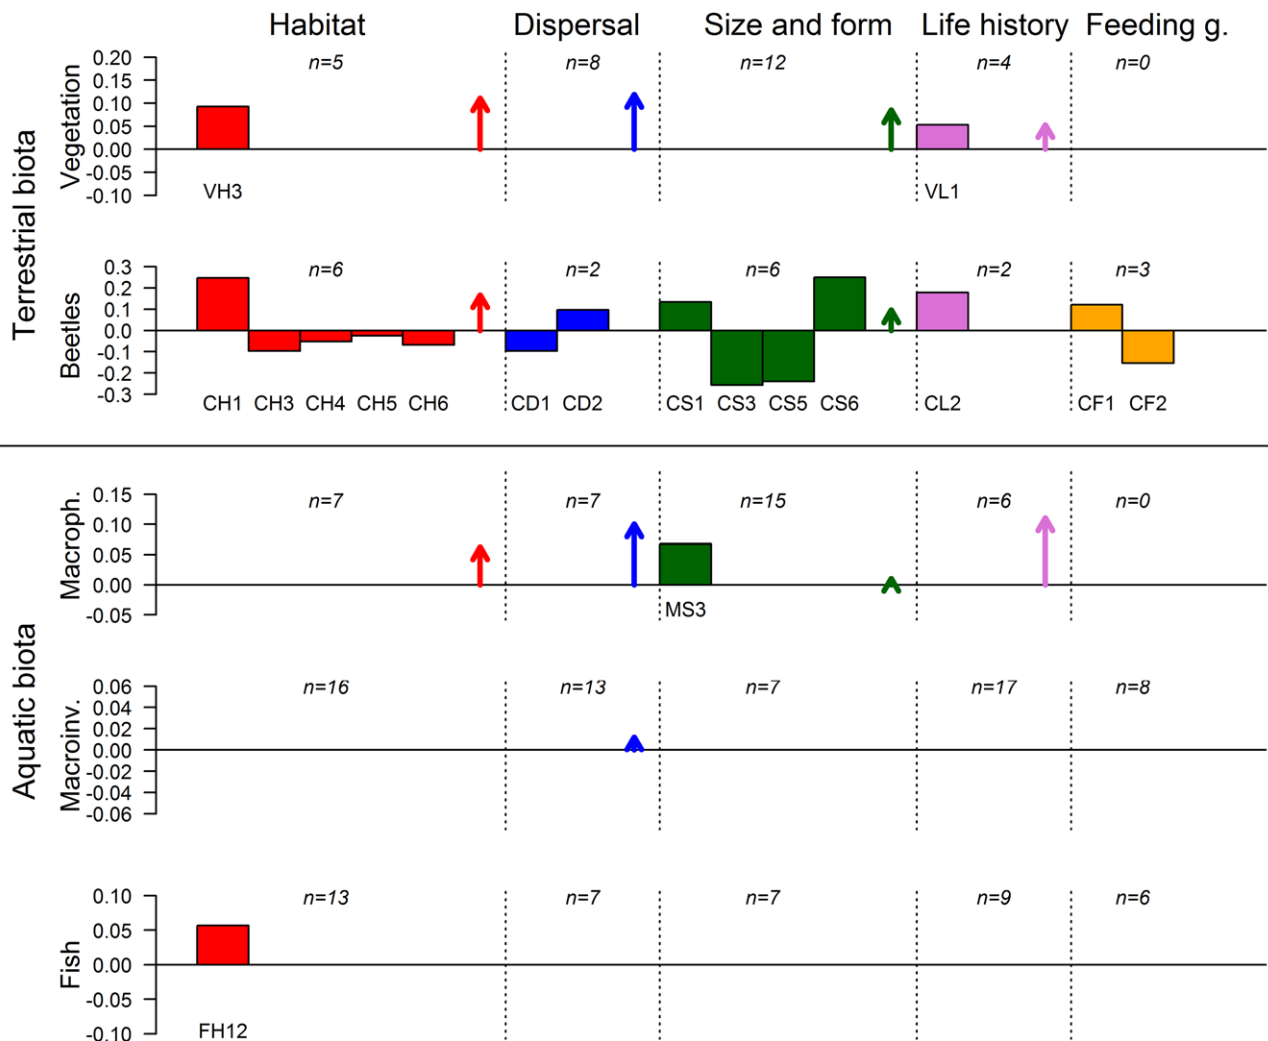 Habitat Dispersal Size and form Life history Feeding g.
Terrestrial biota
Vegetation
0.20
0.15
0.10
0.05
0.00
-0.05
-0.10
n=5 n=8 n=12 n=4 n=0
VH3 VL1
Beetles
0.3
0.2
0.1
0.0
-0.1
-0.2
-0.3
n=6 n=2 n=6 n=2 n=3
CH1 CH3 CH4 CH5 CH6 CD1 CD2 CS1 CS3 CS5 CS6 CL2 CF1 CF2
Aquatic biota
Macroph.
0.15
0.10
0.05
0.00
-0.05
n=7 n=7 n=15 n=6 n=0
MS3
Macroinv.
0.06
0.04
0.02
0.00
-0.02
-0.04
-0.06
n=16 n=13 n=7 n=17 n=8
Fish
0.10
0.05
0.00
-0.05
-0.10
n=13 n=7 n=7 n=9 n=6
FH12